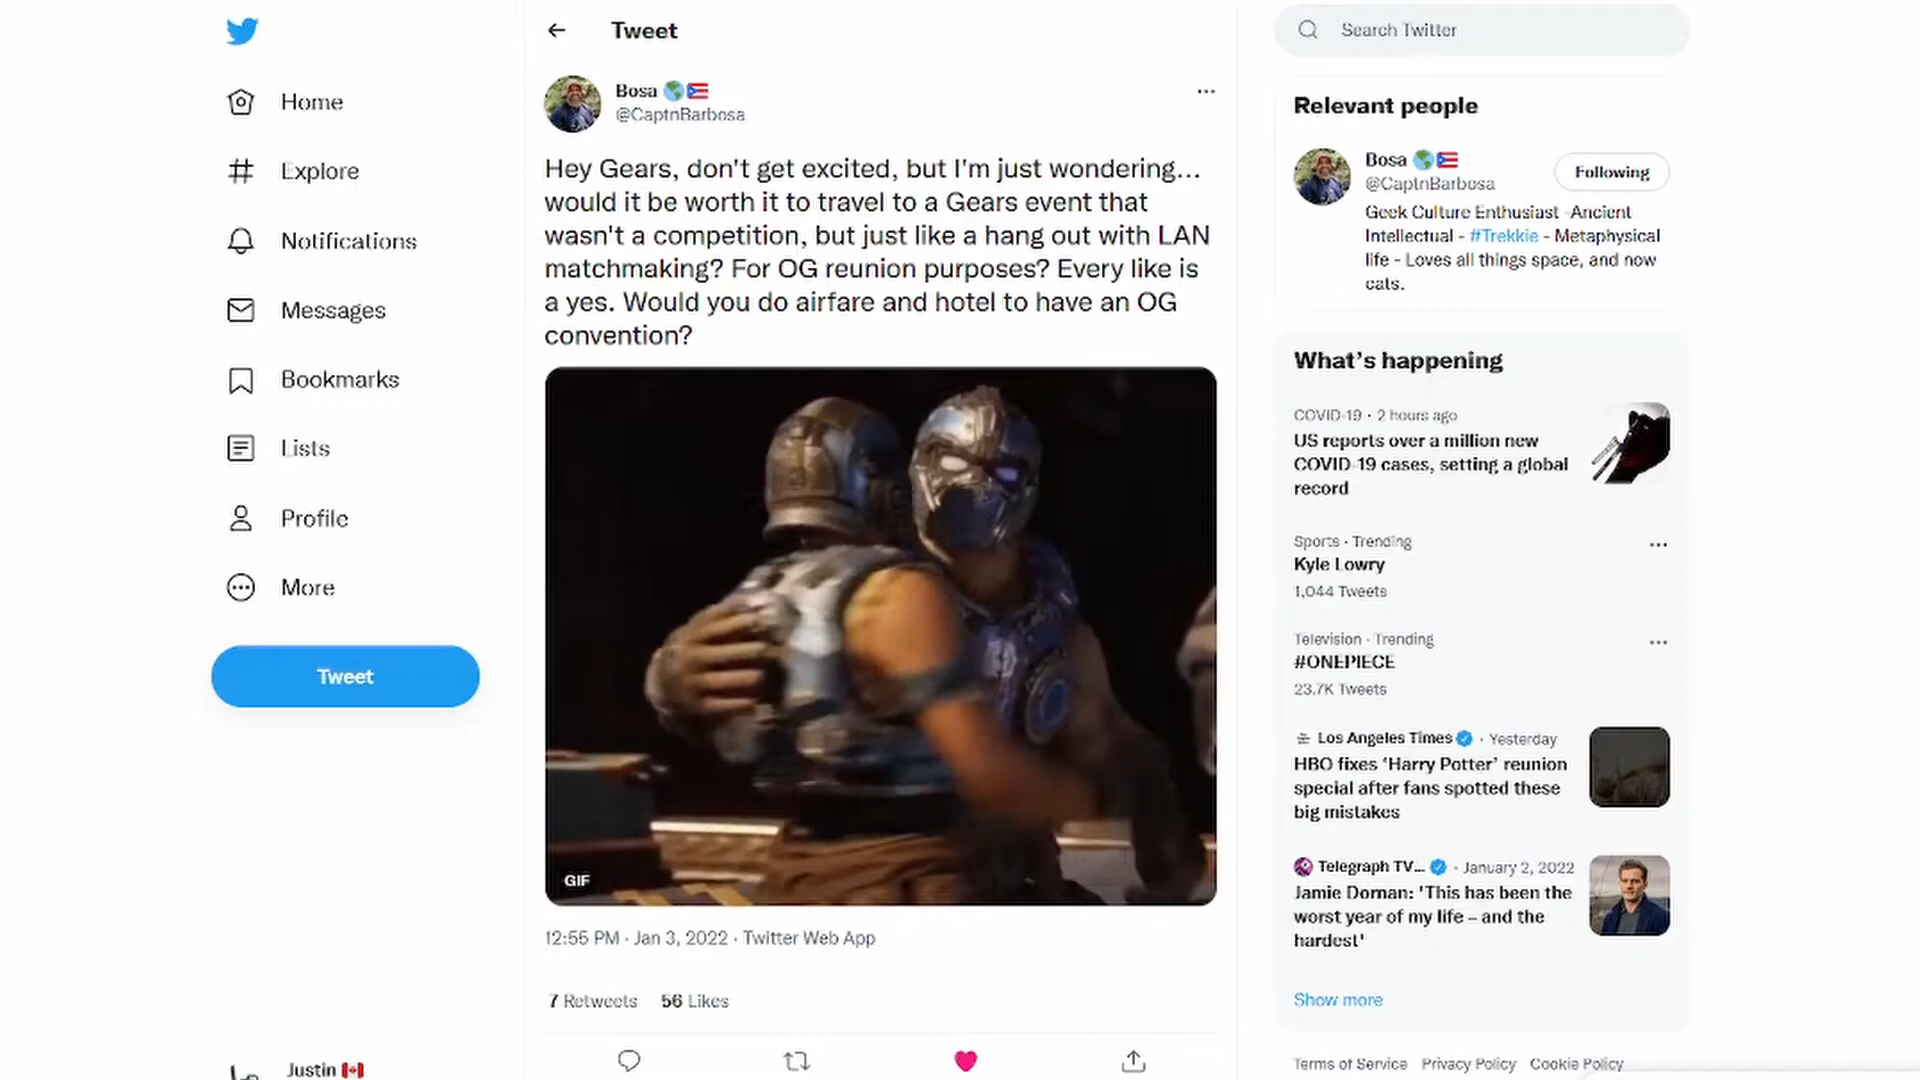 Home
Explore
Notifications
Messages
Bookmarks
Lists
Profile
More
Tweet
Justin
Tweet
Bosa
@CaptnBarbosa
Hey Gears, don't get excited, but I'm just wondering...
would it be worth it to travel to a Gears event that
wasn't a competition, but just like a hang out with LAN
matchmaking? For OG reunion purposes? Every like is
a yes. Would you do airfare and hotel to have an OG
convention?
GIF
12:55 PM · Jan 3, 2022 · Twitter Web App
7 Retweets 56 Likes
Search Twitter
Relevant people
Bosa
@CaptnBarbosa
Following
Geek Culture Enthusiast -Ancient
Intellectual - #Trekkie - Metaphysical
life - Loves all things space, and now
cats.
What's happening
COVID-19 · 2 hours ago
US reports over a million new
COVID-19 cases, setting a global
record
Sports · Trending
Kyle Lowry
1,044 Tweets
Television · Trending
#ONEPIECE
23.7K Tweets
Los Angeles Times · Yesterday
HBO fixes 'Harry Potter' reunion
special after fans spotted these
big mistakes
Telegraph TV... · January 2, 2022
Jamie Dornan: 'This has been the
worst year of my life – and the
hardest'
Show more
Terms of Service Privacy Policy Cookie Policy